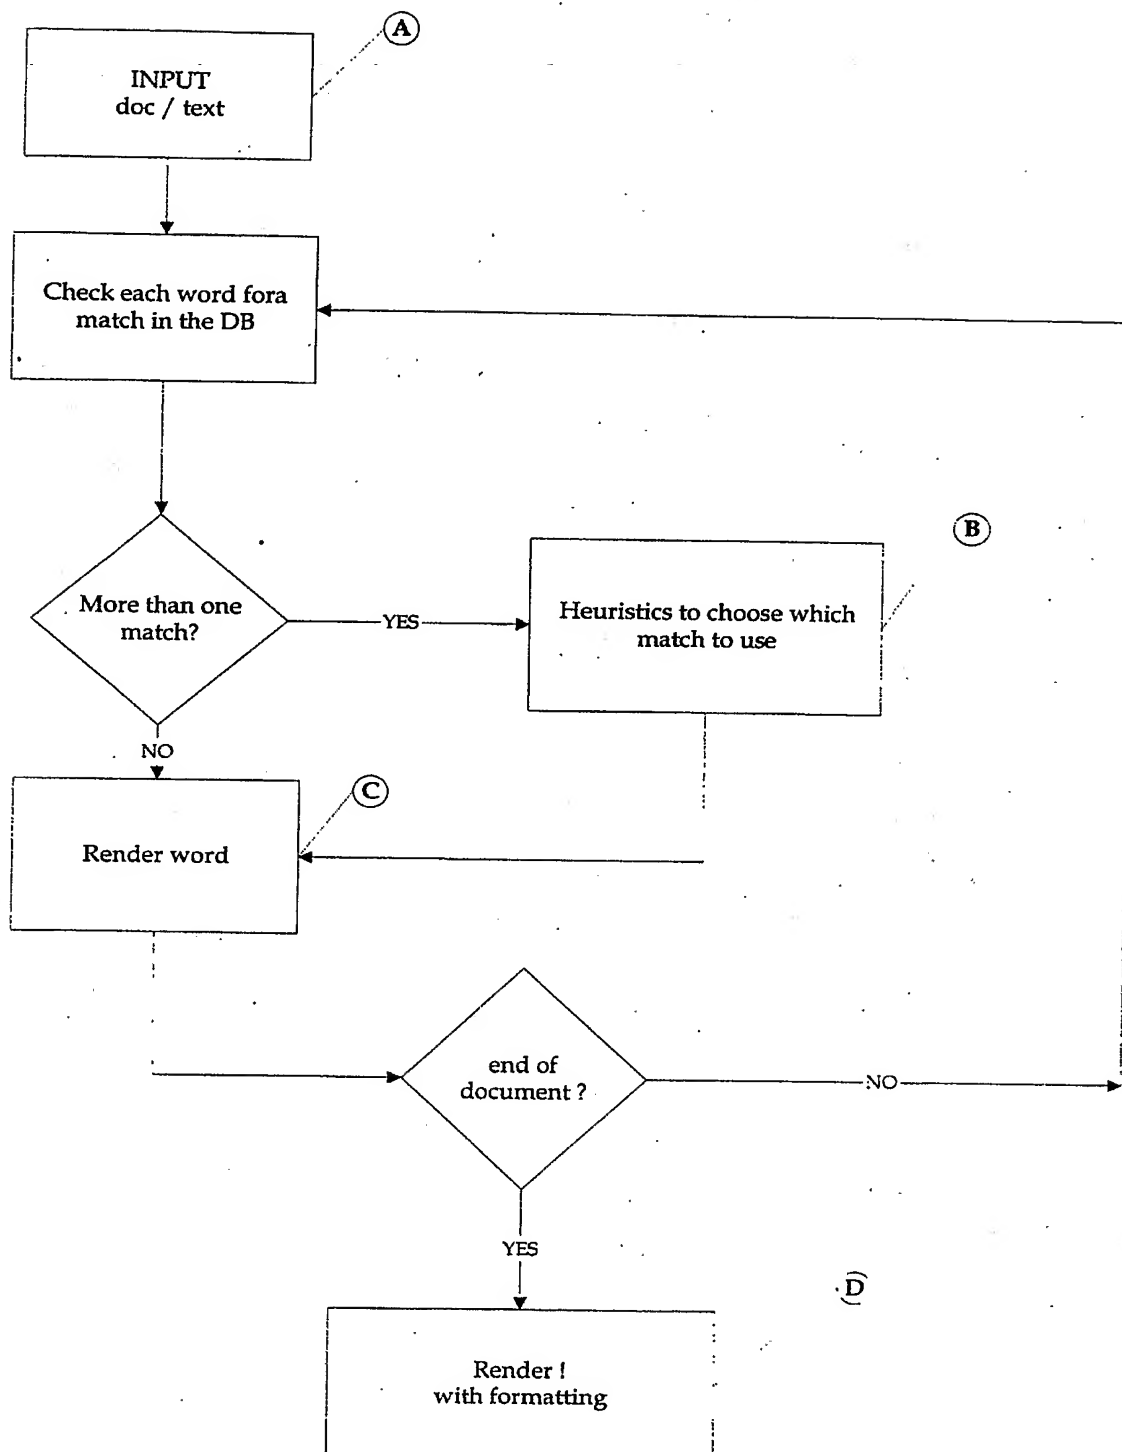 A
INPUT
doc / text
Check each word fora
match in the DB
B
More than one
match?
YES
Heuristics to choose which
match to use
NO
C
Render word
end of
document ?
NO
YES
D
Render !
with formatting